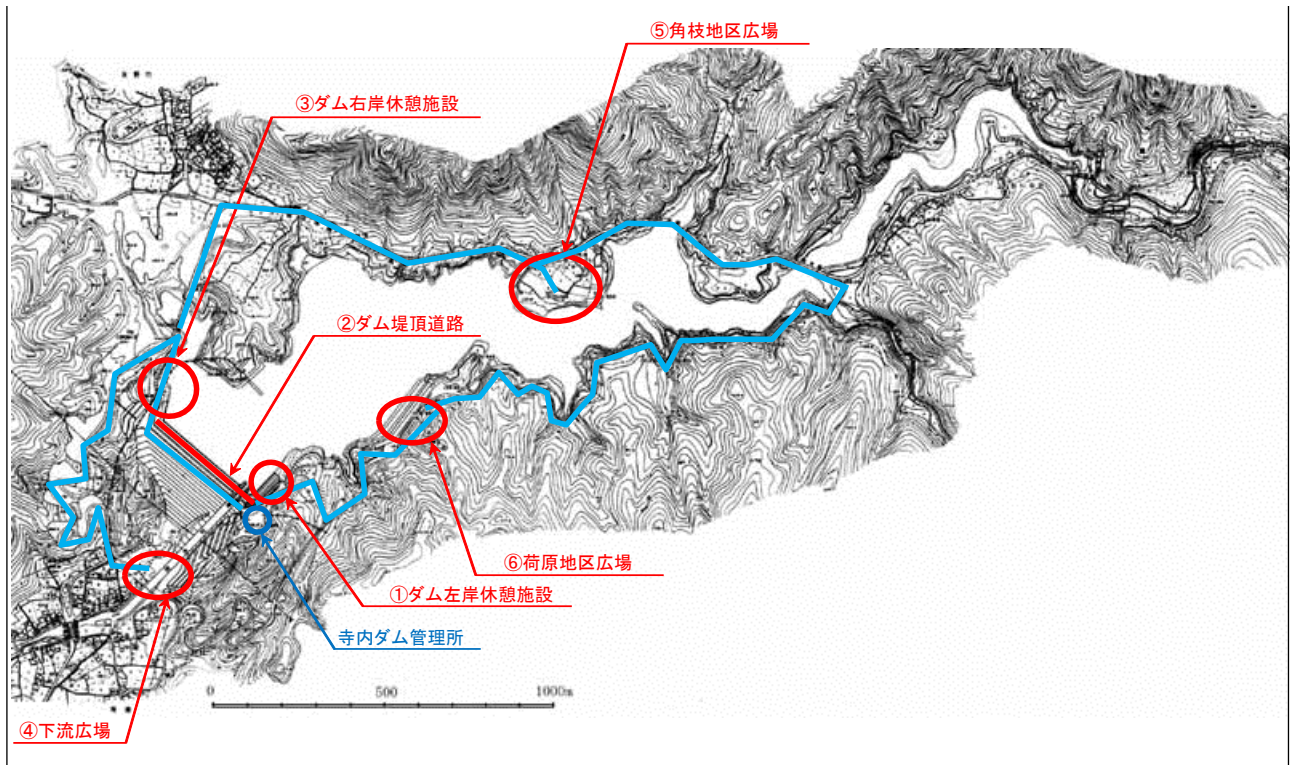 ⑤角枝地区広場
③ダム右岸休憩施設
②ダム堤頂道路
⑥荷原地区広場
①ダム左岸休憩施設
寺内ダム管理所
0 500 1000m
④下流広場